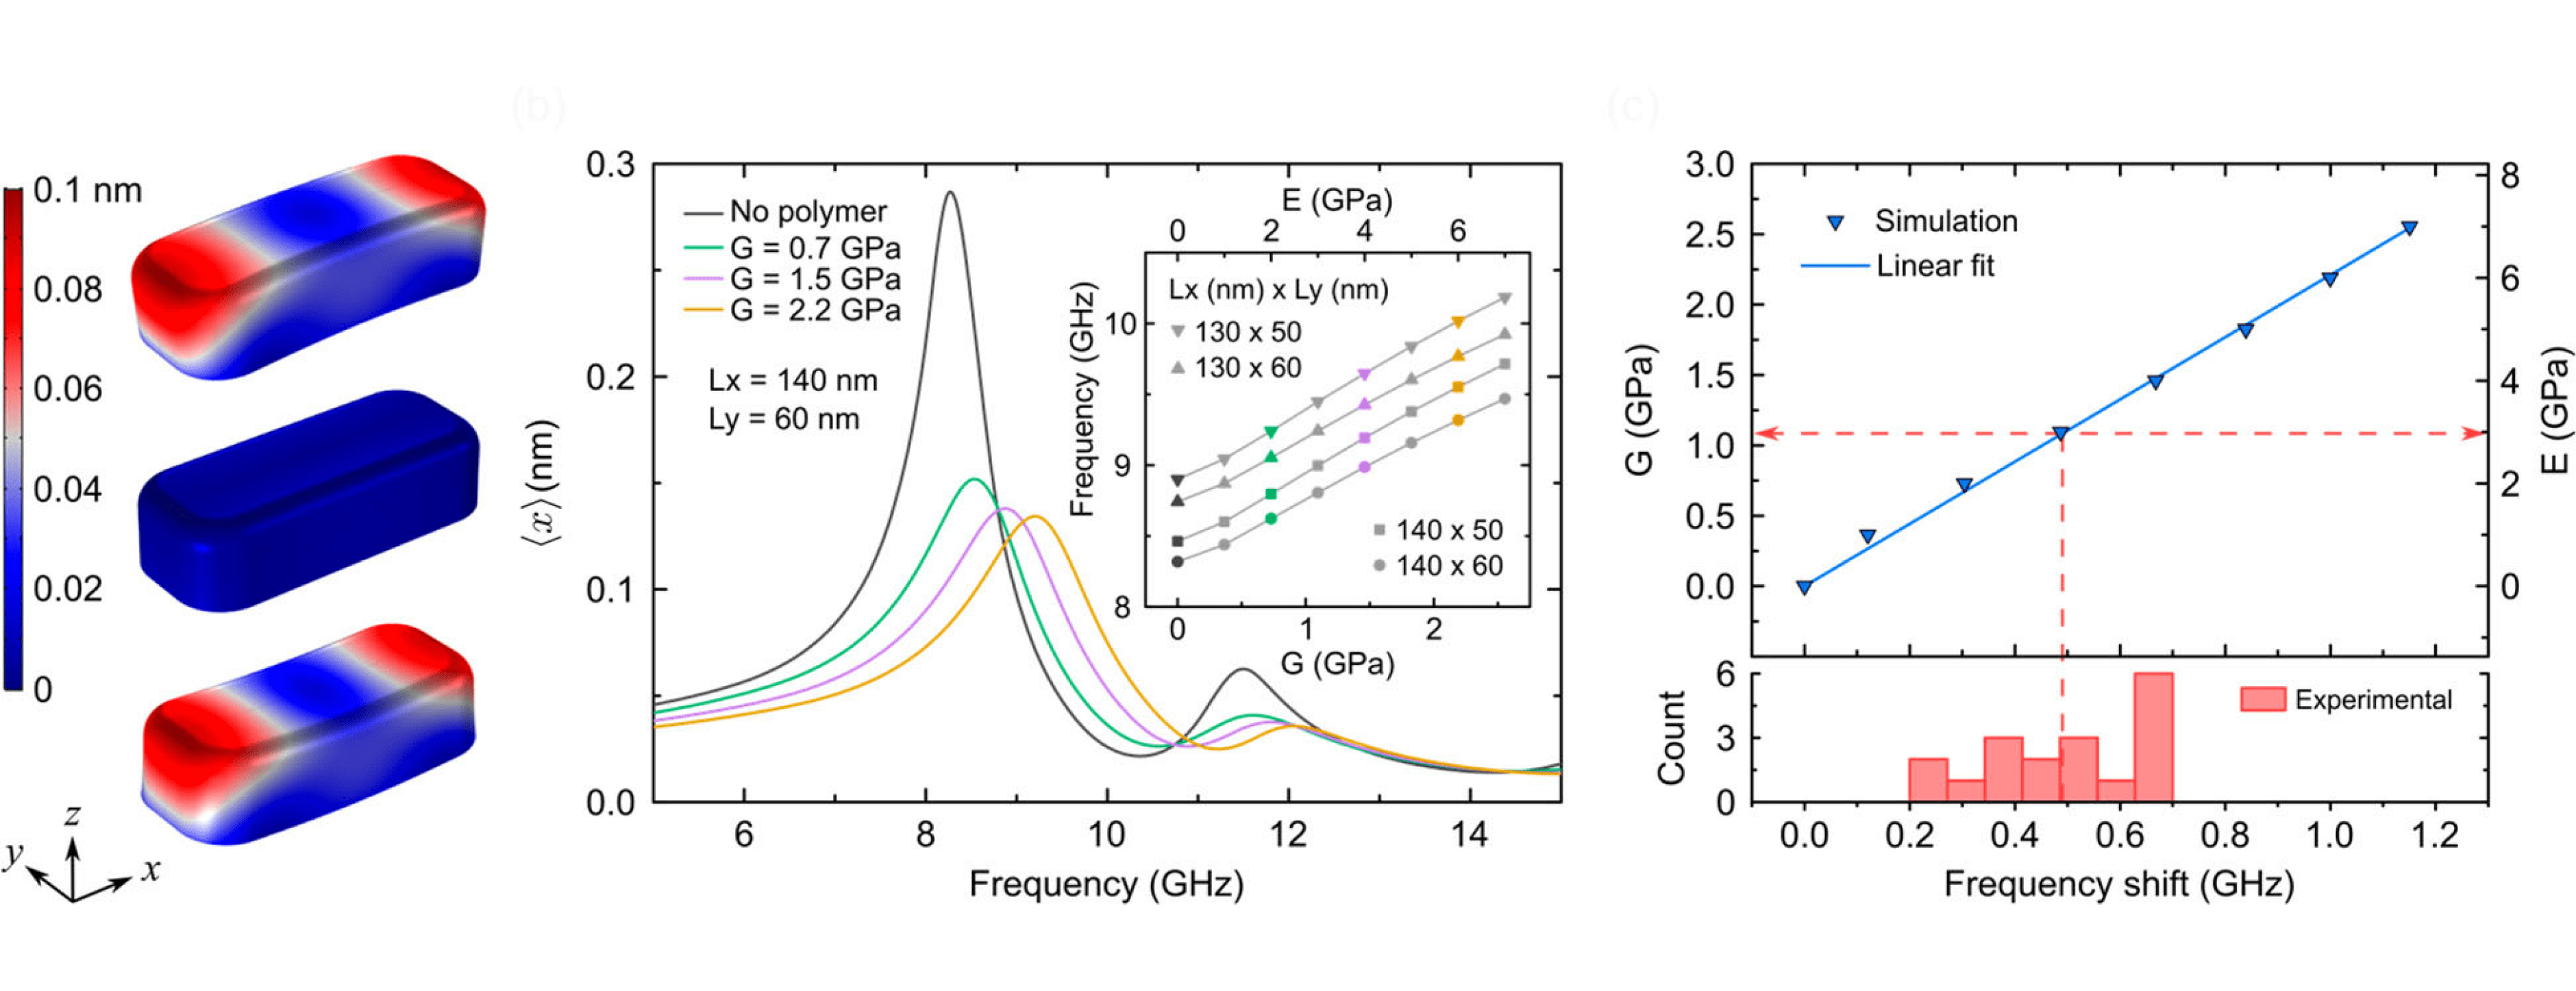 0.1 nm
0.08
0.06
0.04
0.02
0
z
y
x
(b)
0.3
0.2
0.1
0.0
⟨x⟩(nm)
No polymer
G = 0.7 GPa
G = 1.5 GPa
G = 2.2 GPa
Lx = 140 nm
Ly = 60 nm
6 8 10 12 14
Frequency (GHz)
E (GPa)
0 2 4 6
Lx (nm) x Ly (nm)
130 x 50
130 x 60
140 x 50
140 x 60
Frequency (GHz)
10
9
8
0 1 2
G (GPa)
(c)
3.0
2.5
2.0
1.5
1.0
0.5
0.0
G (GPa)
Simulation
Linear fit
8
6
4
2
0
E (GPa)
6
3
0
Count
Experimental
0.0 0.2 0.4 0.6 0.8 1.0 1.2
Frequency shift (GHz)